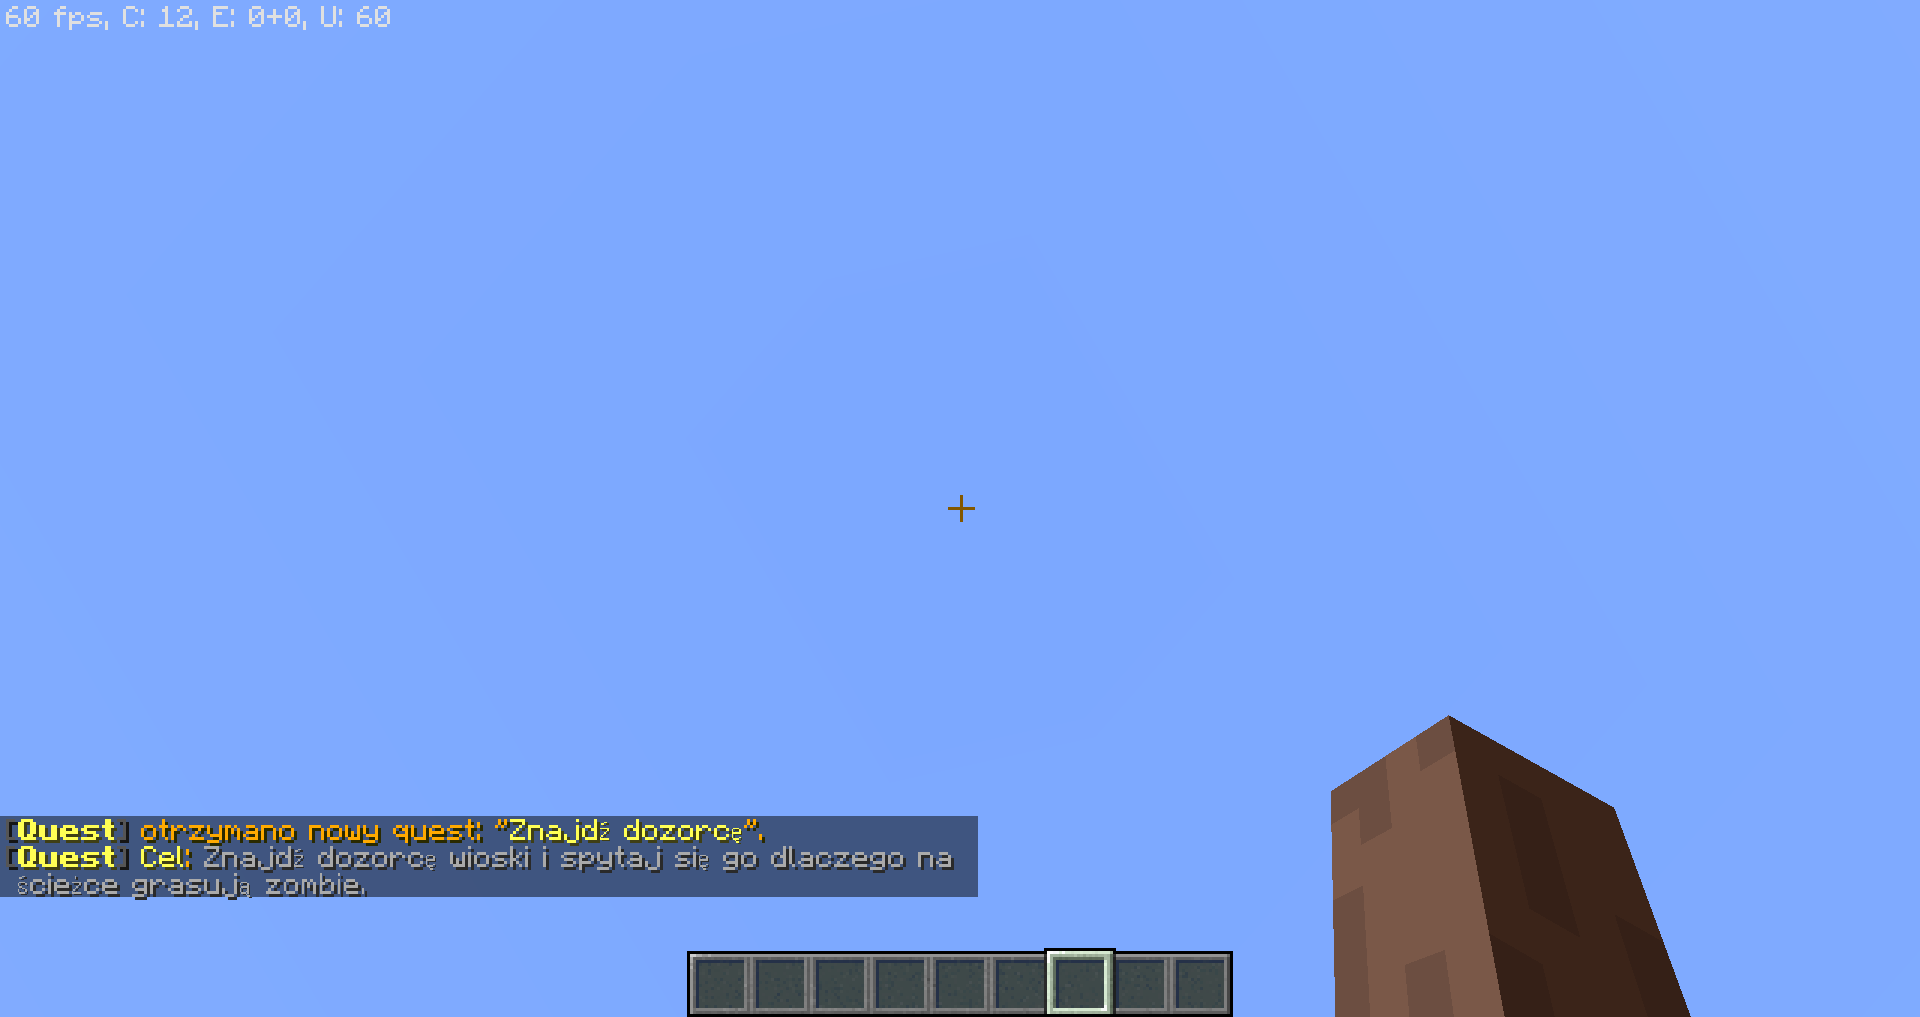 60 fps, C: 12, E: 0+0, U: 60
[Quest] otrzymano nowy quest: "Znajdź dozorcę".
[Quest] Cel: Znajdź dozorcę wioski i spytaj się go dlaczego na
ścieżce grasują zombie.